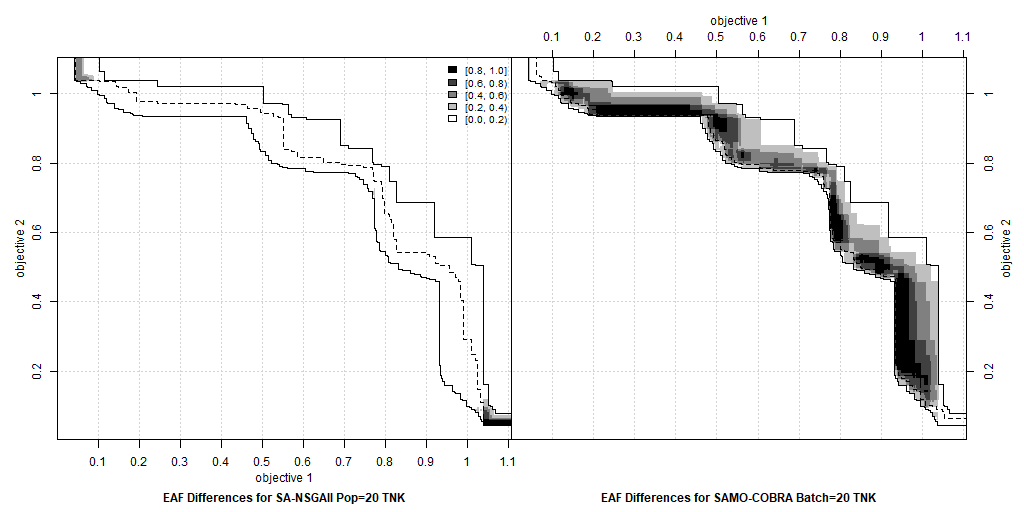 objective 1
0.1 0.2 0.3 0.4 0.5 0.6 0.7 0.8 0.9 1 1.1
[0.8, 1.0]
[0.6, 0.8)
[0.4, 0.6)
[0.2, 0.4)
[0.0, 0.2)
objective 2
1
0.8
0.6
0.4
0.2
0.1 0.2 0.3 0.4 0.5 0.6 0.7 0.8 0.9 1 1.1
objective 1
EAF Differences for SA-NSGAII Pop=20 TNK
1
0.8
0.6
0.4
0.2
objective 2
EAF Differences for SAMO-COBRA Batch=20 TNK